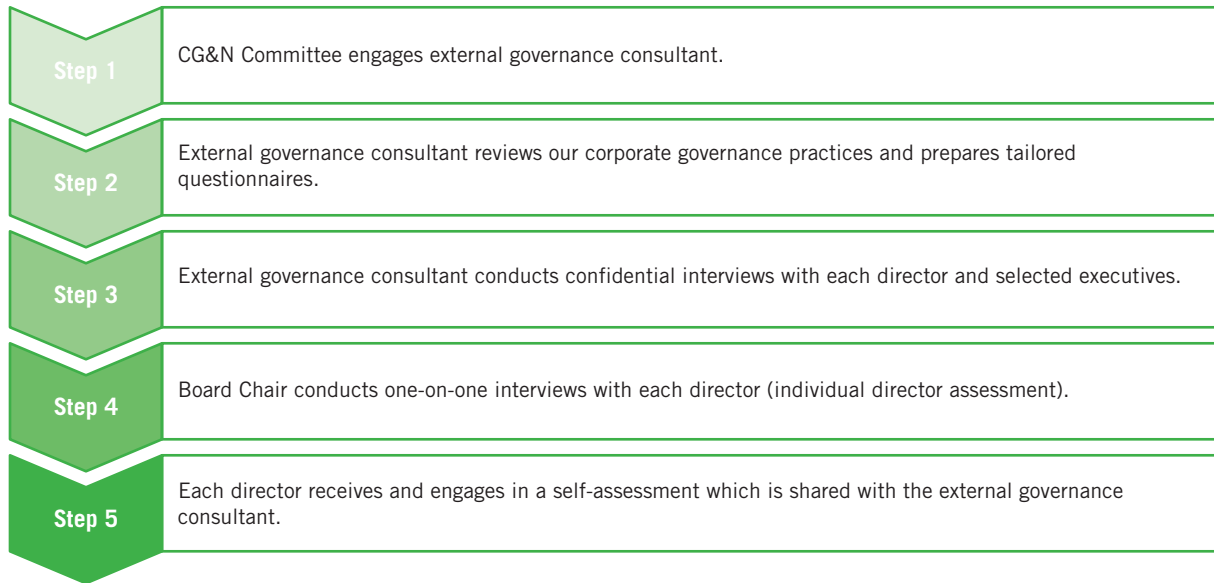 Step 1
CG&N Committee engages external governance consultant.
Step 2
External governance consultant reviews our corporate governance practices and prepares tailored
questionnaires.
Step 3
External governance consultant conducts confidential interviews with each director and selected executives.
Step 4
Board Chair conducts one-on-one interviews with each director (individual director assessment).
Step 5
Each director receives and engages in a self-assessment which is shared with the external governance
consultant.